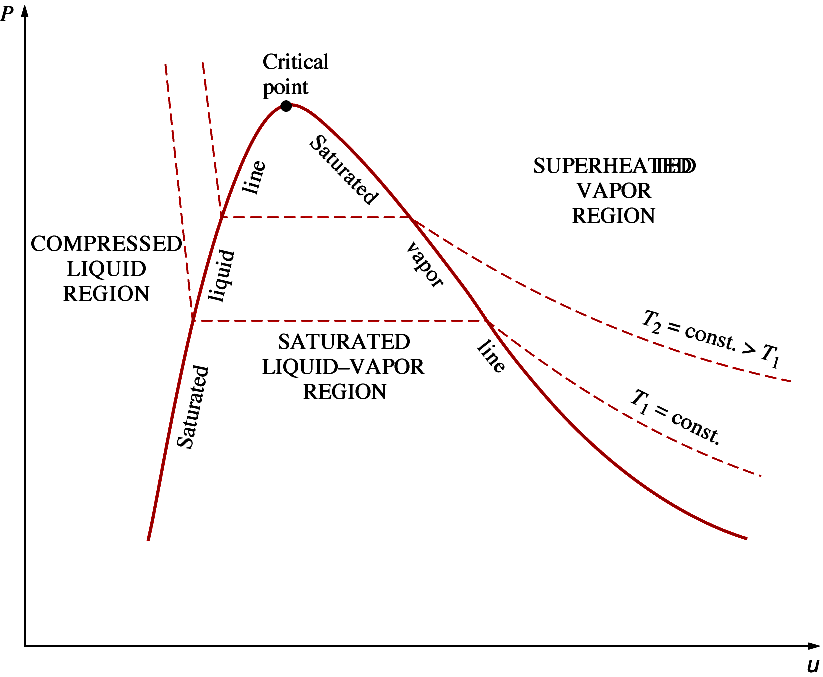 P
Critical
point
Saturated
line
SUPERHEATED
VAPOR
REGION
COMPRESSED
LIQUID
REGION
liquid
vapor
T₂ = const. > T₁
SATURATED
LIQUID–VAPOR
REGION
line
Saturated
T₁ = const.
u